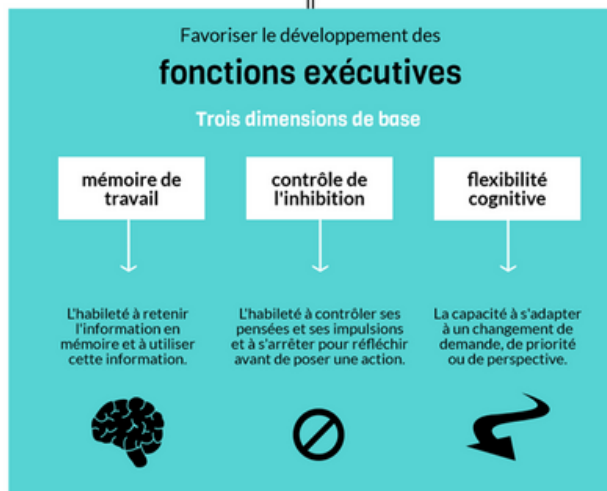 Favoriser le développement des
fonctions exécutives
Trois dimensions de base
mémoire de
travail
contrôle de
l'inhibition
flexibilité
cognitive
L'habileté à retenir
l'information en
mémoire et à utiliser
cette information.
L'habileté à contrôler ses
pensées et ses impulsions
et à s'arrêter pour réfléchir
avant de poser une action.
La capacité à s'adapter
à un changement de
demande, de priorité
ou de perspective.